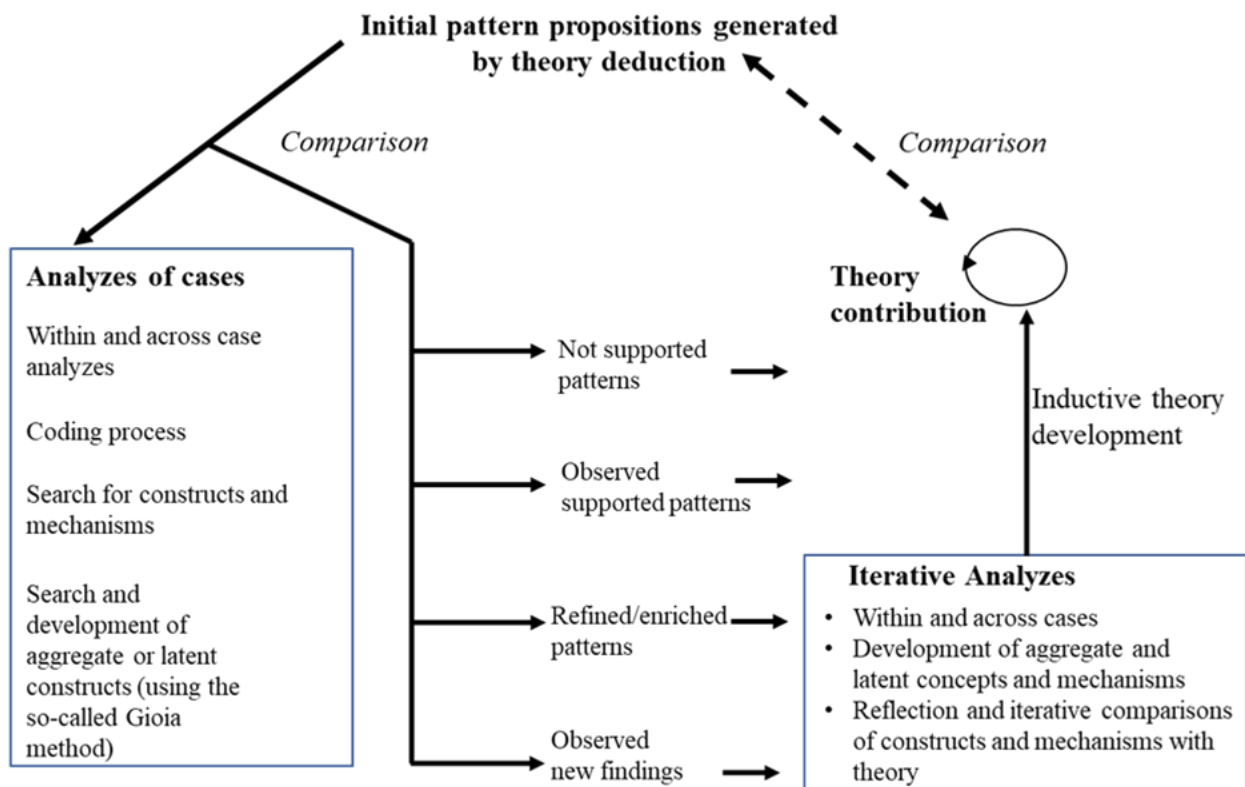 Initial pattern propositions generated
by theory deduction
Comparison
Comparison
Analyzes of cases
Within and across case
analyzes
Coding process
Search for constructs and
mechanisms
Search and
development of
aggregate or latent
constructs (using the
so-called Gioia
method)
Not supported
patterns
Observed
supported patterns
Refined/enriched
patterns
Observed
new findings
Theory
contribution
Inductive theory
development
Iterative Analyzes
• Within and across cases
• Development of aggregate and
latent concepts and mechanisms
• Reflection and iterative comparisons
of constructs and mechanisms with
theory